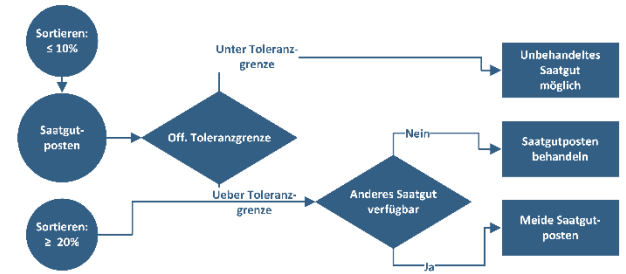 Sortieren:
≤ 10%
Saatgut-
posten
Sortieren:
≥ 20%
Off. Toleranzgrenze
Unter Toleranz-
grenze
Ueber Toleranz-
grenze
Anderes Saatgut
verfügbar
Nein
Ja
Unbehandeltes
Saatgut
möglich
Saatgutposten
behandeln
Meide Saatgut-
posten